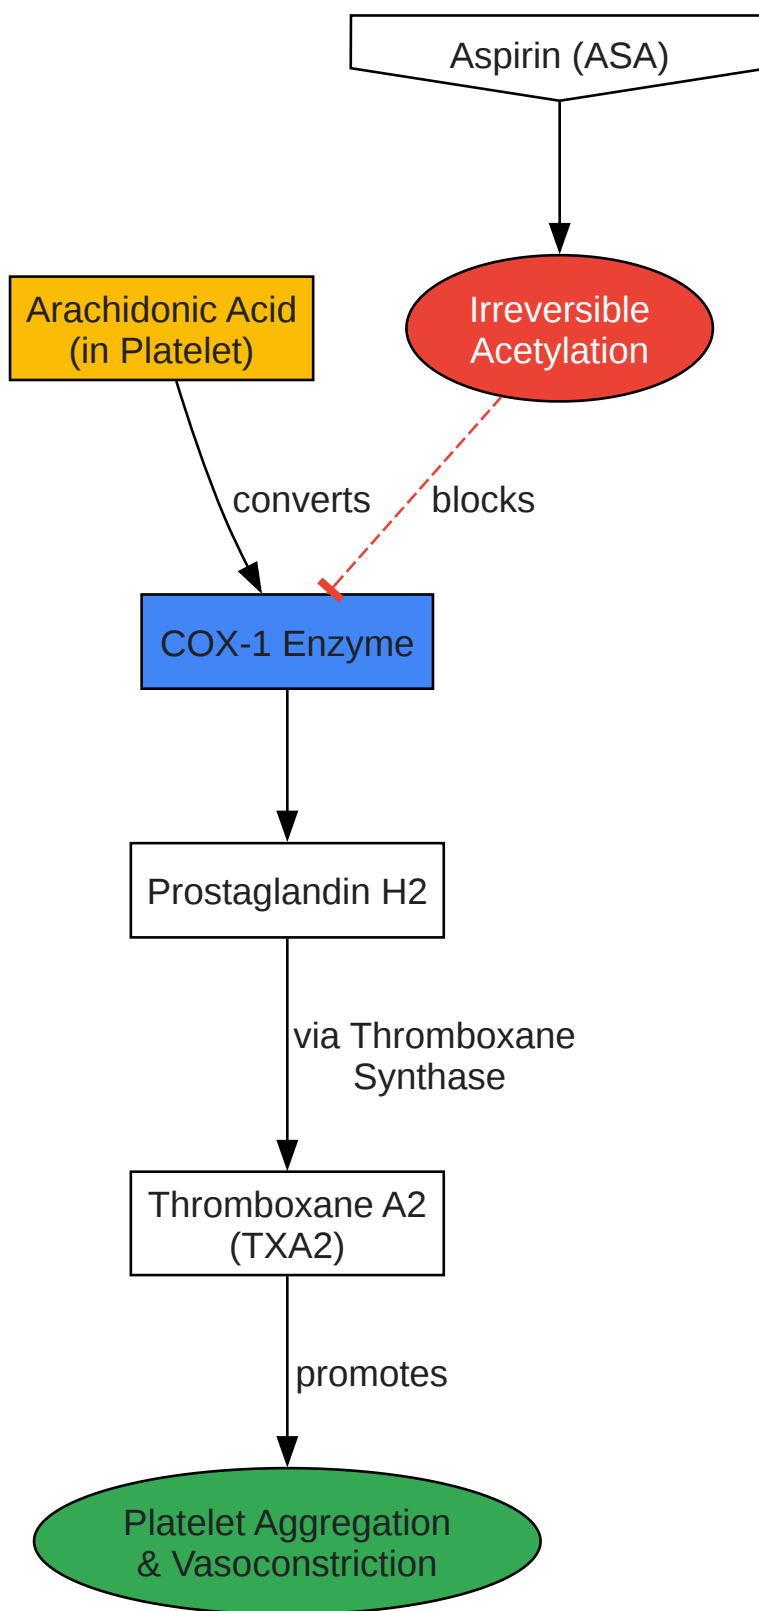 Aspirin (ASA)
Arachidonic Acid
(in Platelet)
Irreversible
Acetylation
converts
blocks
COX-1 Enzyme
Prostaglandin H2
via Thromboxane
Synthase
Thromboxane A2
(TXA2)
promotes
Platelet Aggregation
& Vasoconstriction